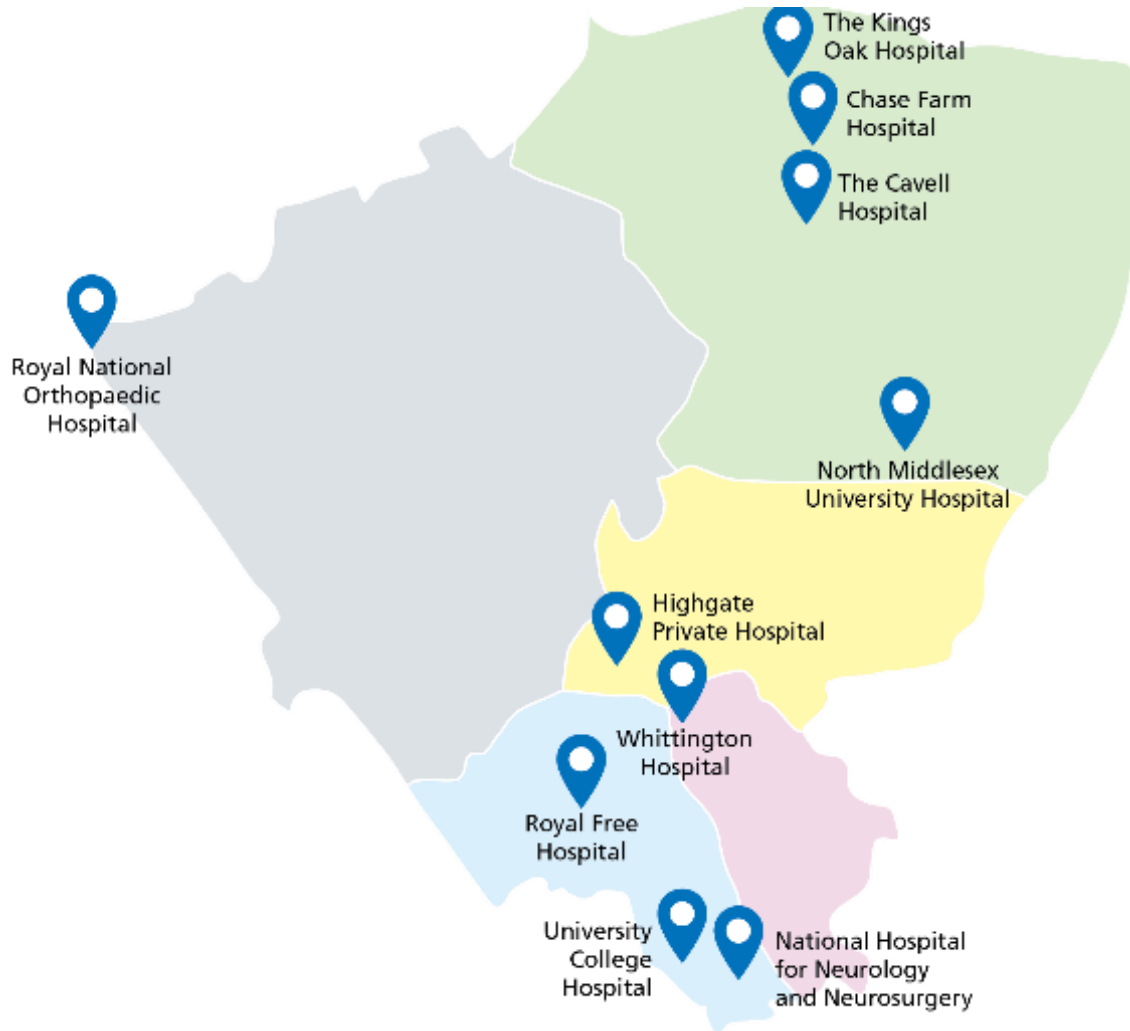 The Kings
Oak Hospital
Chase Farm
Hospital
The Cavell
Hospital
Royal National
Orthopaedic
Hospital
North Middlesex
University Hospital
Highgate
Private Hospital
Whittington
Hospital
Royal Free
Hospital
University
College
Hospital
National Hospital
for Neurology
and Neurosurgery